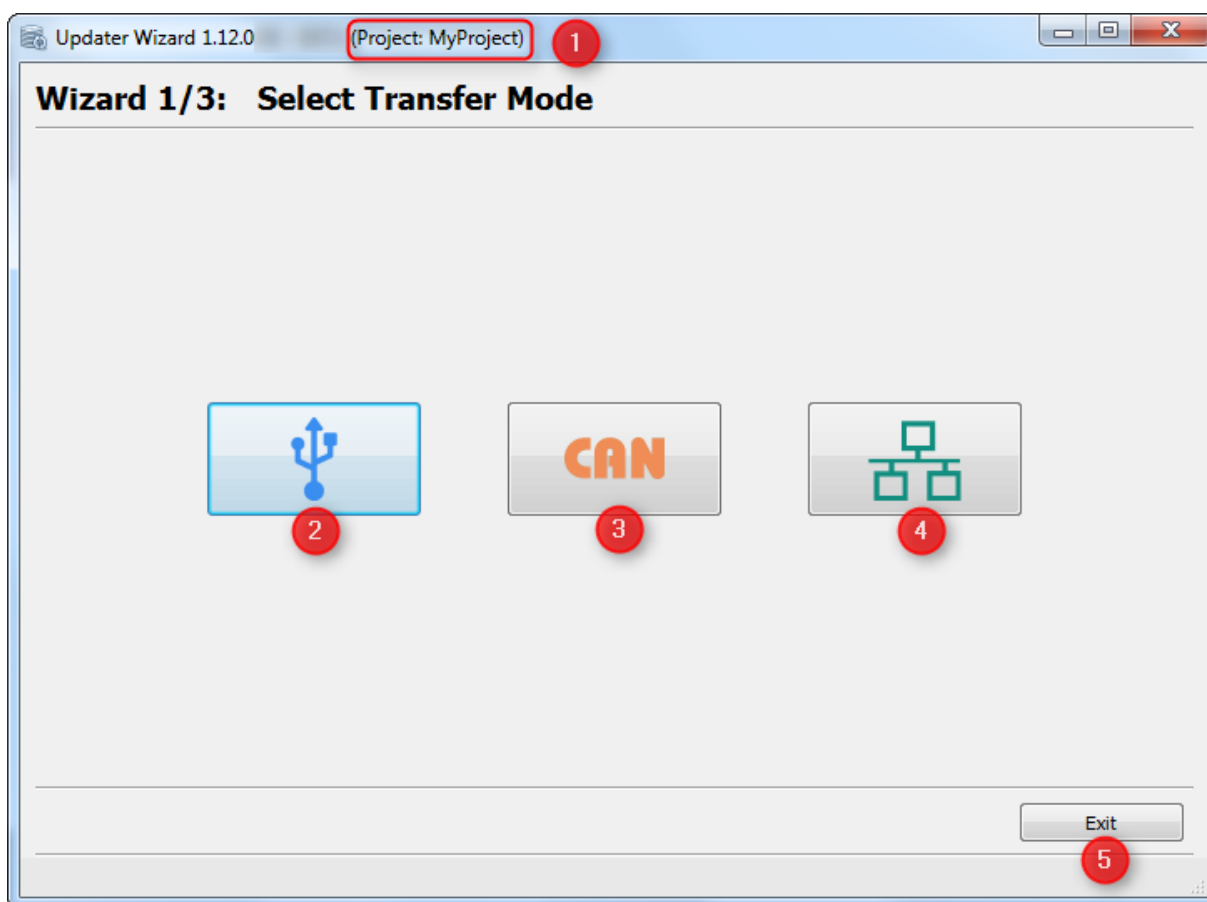 Updater Wizard 1.12.0 (Project: MyProject) 1
Wizard 1/3: Select Transfer Mode
CAN
2 3 4
Exit
5